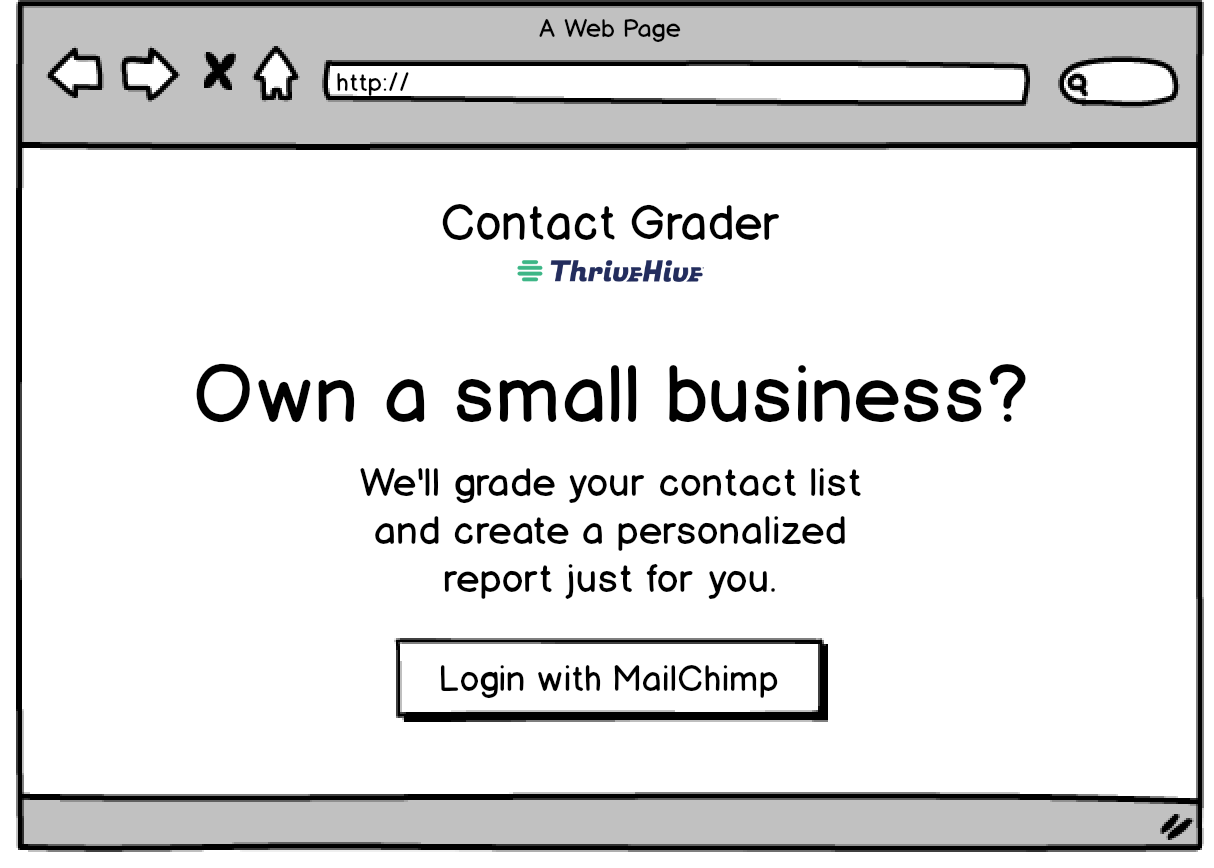 A Web Page
http://
Contact Grader
ThriveHive
Own a small business?
We'll grade your contact list
and create a personalized
report just for you.
Login with MailChimp